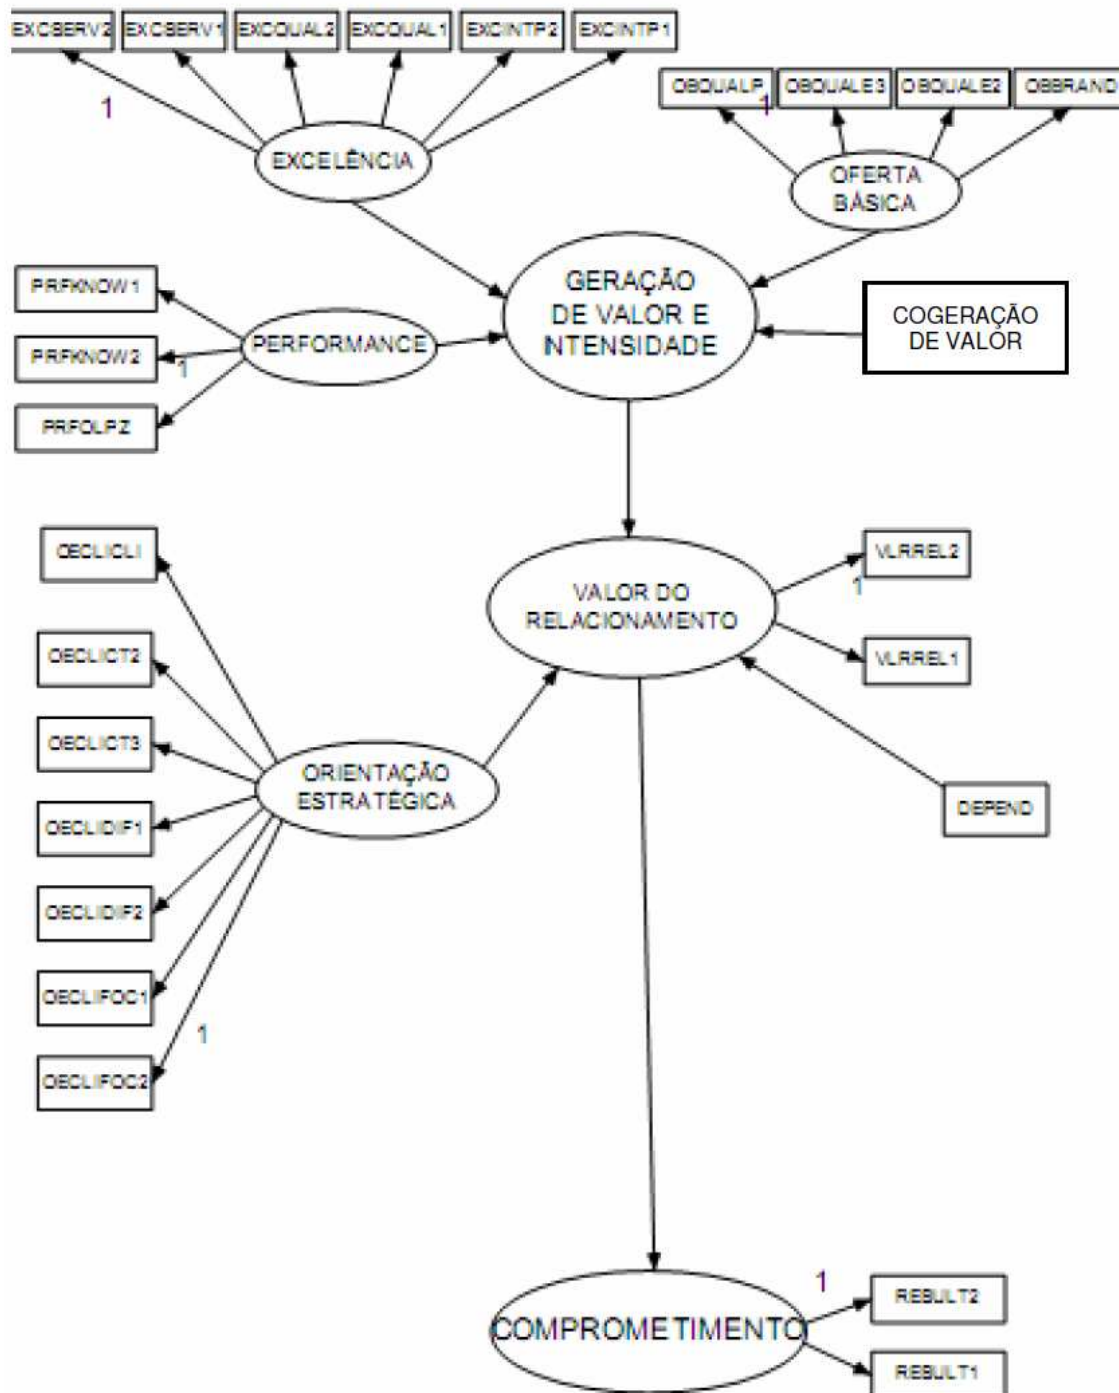 EXCSERV2 EXCSERV1 EXCQUAL2 EXCQUAL1 EXCINTP2 EXCINTP1
1
OBQUALP OBQUALE3 OBQUALE2 OBBRAND
1
EXCELÊNCIA
OFERTA
BÁSICA
PRFKNOW1
PRFKNOW2
1
PRFQLPZ
PERFORMANCE
GERAÇÃO
DE VALOR E
INTENSIDADE
COGERAÇÃO
DE VALOR
OECLICLI
OECLICT2
OECLICT3
OECLIDIF1
OECLIDIF2
OECLIFOC1
1
OECLIFOC2
VALOR DO
RELACIONAMENTO
VLRREL2
1
VLRREL1
ORIENTAÇÃO
ESTRATÉGICA
DEPEND
COMPROMETIMENTO
1
RESULT2
RESULT1